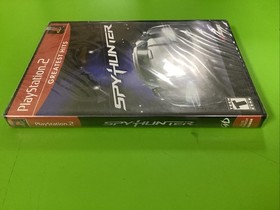 PlayStation.2
GREATEST HITS
SPYHUNTER
T
PlayStation.2
SPYHUNTER